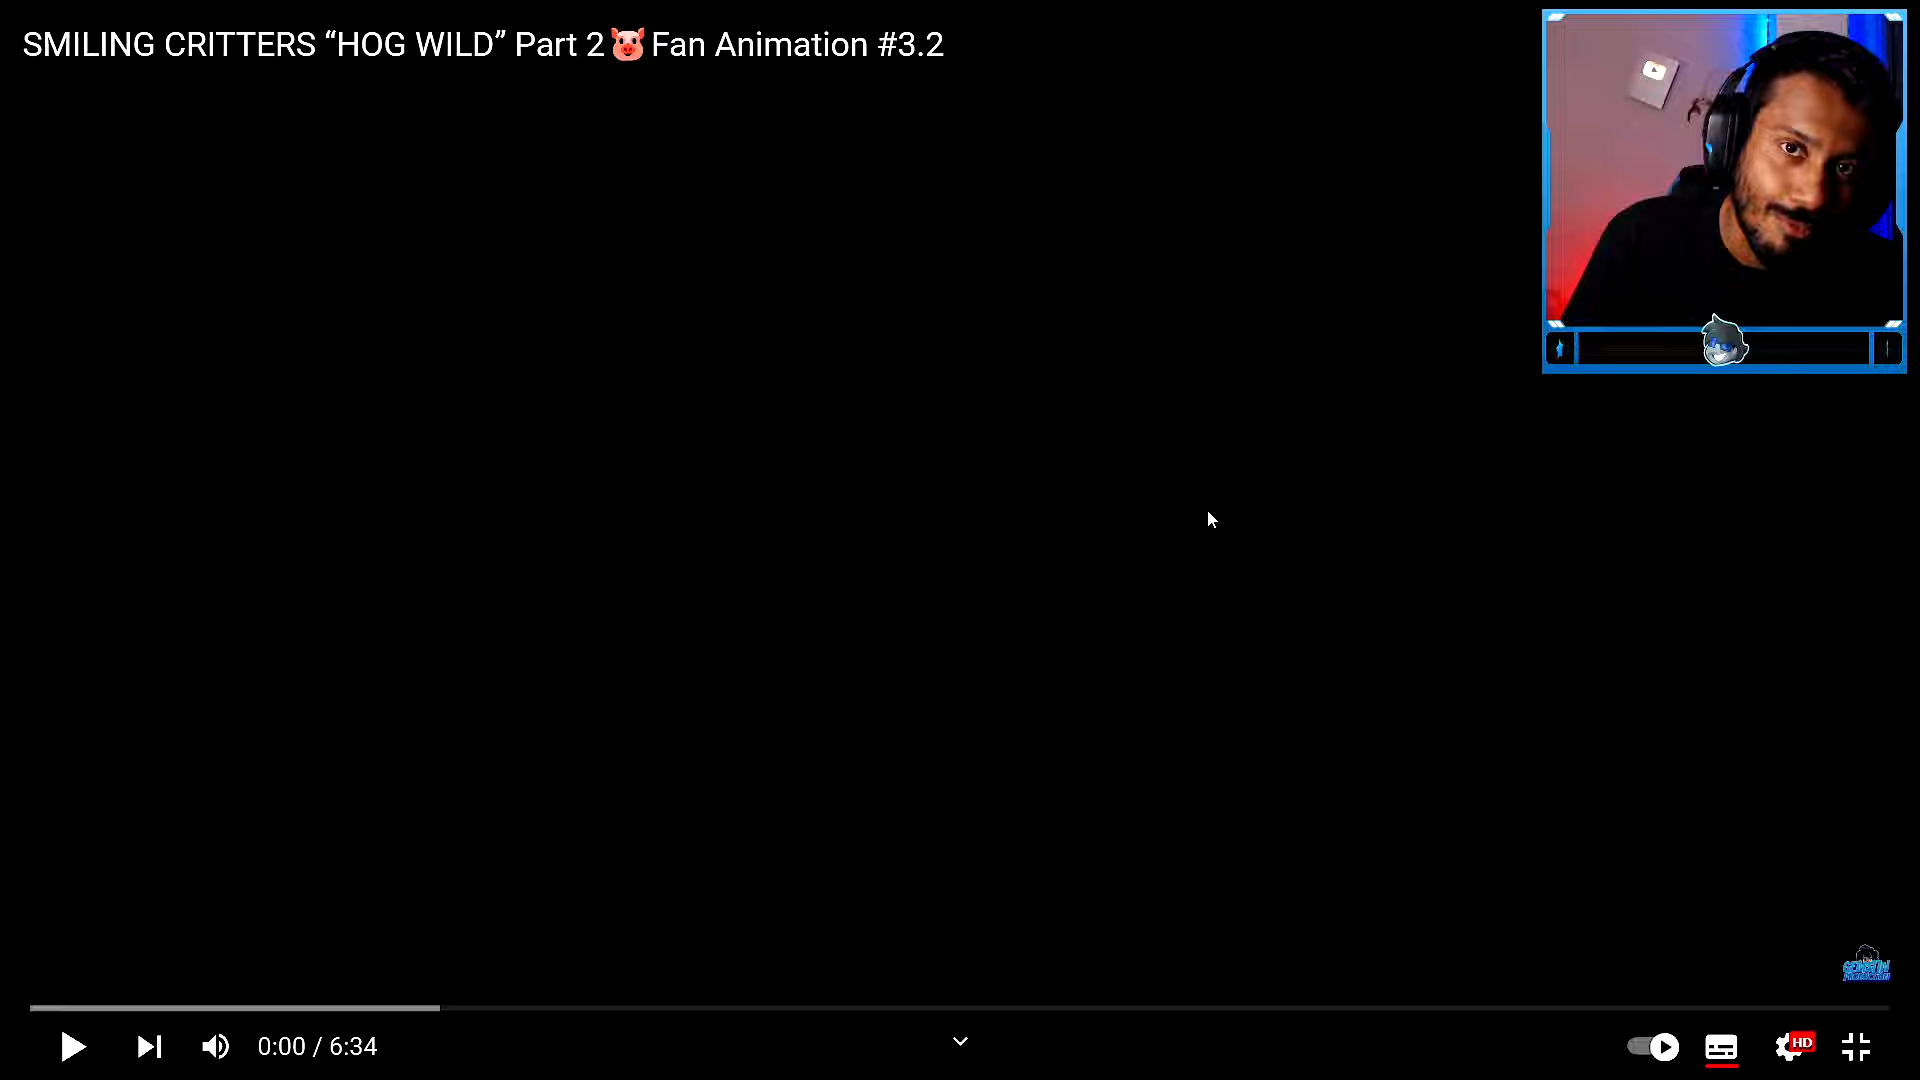 SMILING CRITTERS “HOG WILD” Part 2🐷Fan Animation #3.2
0:00 / 6:34
HD